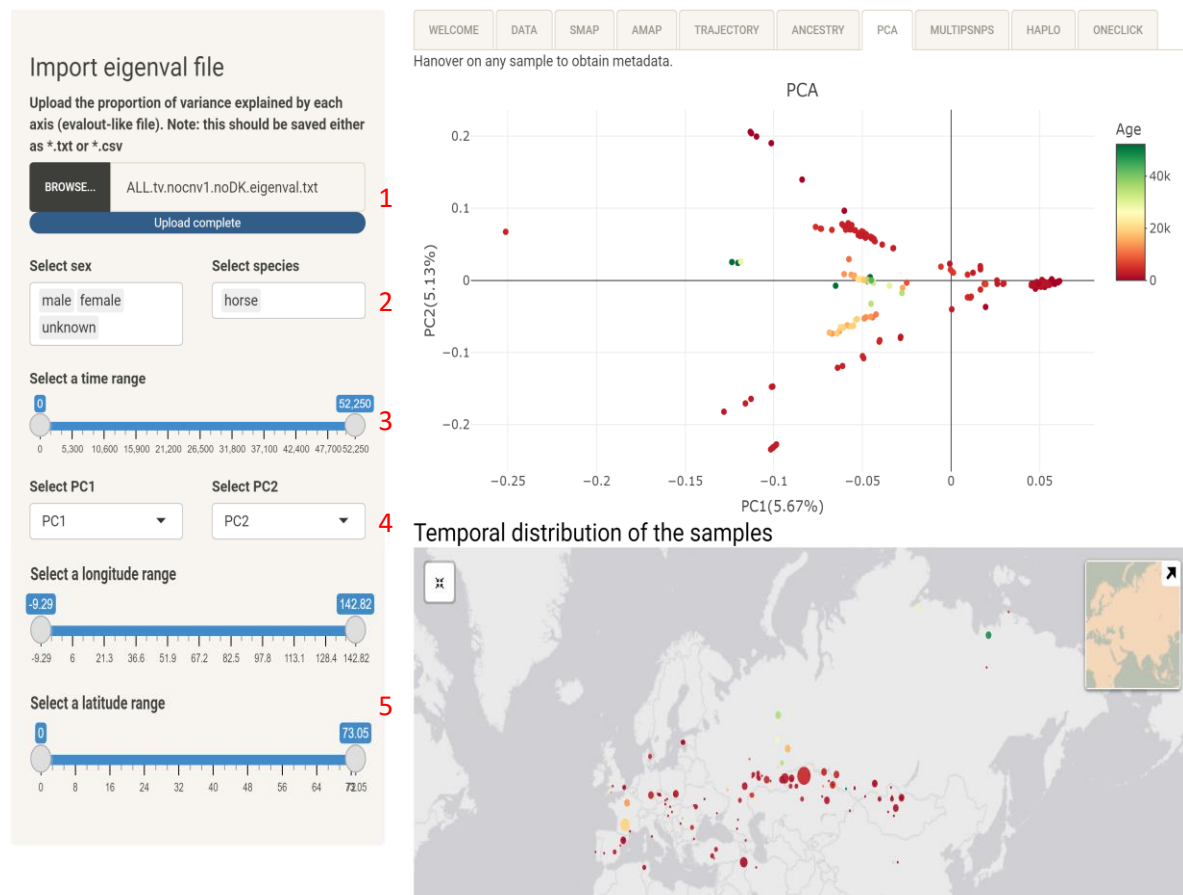 Import eigenval file
Upload the proportion of variance explained by each
axis (evalout-like file). Note: this should be saved either
as *.txt or *.csv
BROWSE... ALL.tv.nocnv1.noDK.eigenval.txt
1
Upload complete
Select sex Select species
male female horse
unknown
2
Select a time range
0 52,250
3
0 5,300 10,600 15,900 21,200 26,500 31,800 37,100 42,400 47,700 52,250
Select PC1 Select PC2
PC1 PC2
4
Select a longitude range
-9.29 142.82
-9.29 6 21.3 36.6 51.9 67.2 82.5 97.8 113.1 128.4 142.82
Select a latitude range
5
0 73.05
0 8 16 24 32 40 48 56 64 72 73.05
WELCOME DATA SMAP AMAP TRAJECTORY ANCESTRY PCA MULTIPSNPS HAPLO ONECLICK
Hanover on any sample to obtain metadata.
PCA
PC2(5.13%)
0.2
0.1
0
−0.1
−0.2
−0.25 −0.2 −0.15 −0.1 −0.05 0 0.05
PC1(5.67%)
Age
40k
20k
0
Temporal distribution of the samples